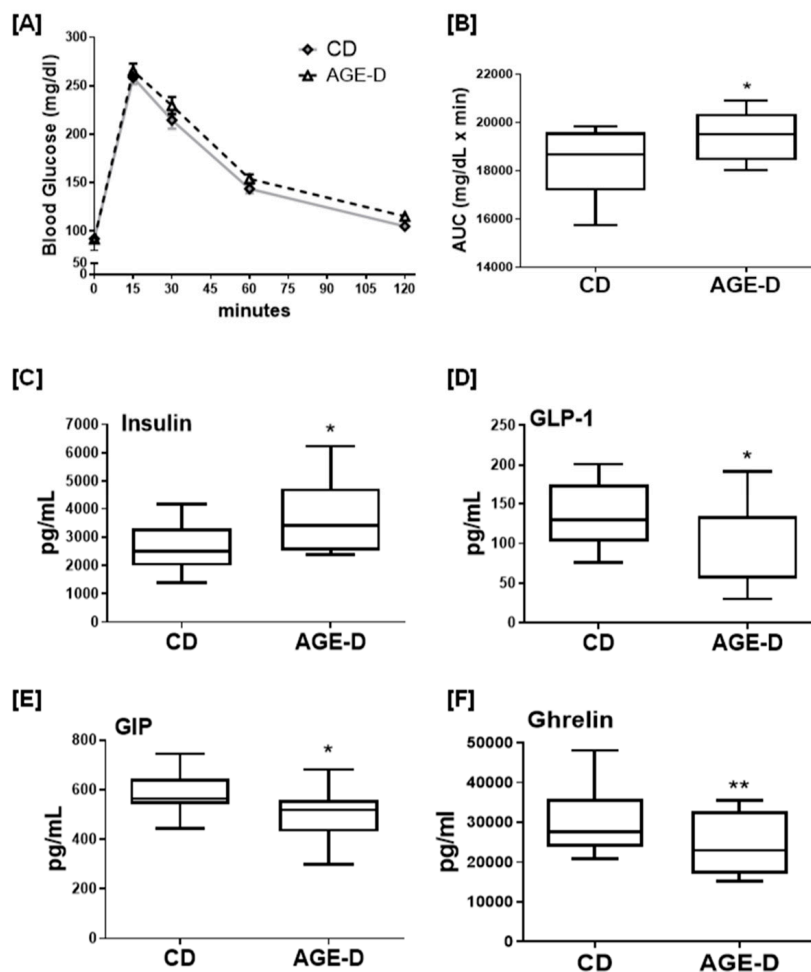 [A]
300
250
200
150
100
50
0
Blood Glucose (mg/dl)
CD
AGE-D
0 15 30 45 60 75 90 105 120
minutes
[B]
22000
20000
18000
16000
14000
AUC (mg/dL x min)
*
CD AGE-D
[C]
Insulin
7000
6000
5000
4000
3000
2000
1000
0
pg/mL
*
CD AGE-D
[D]
GLP-1
250
200
150
100
50
0
pg/mL
*
CD AGE-D
[E]
GIP
800
600
400
200
0
pg/mL
*
CD AGE-D
[F]
Ghrelin
50000
40000
30000
20000
10000
0
pg/ml
**
CD AGE-D